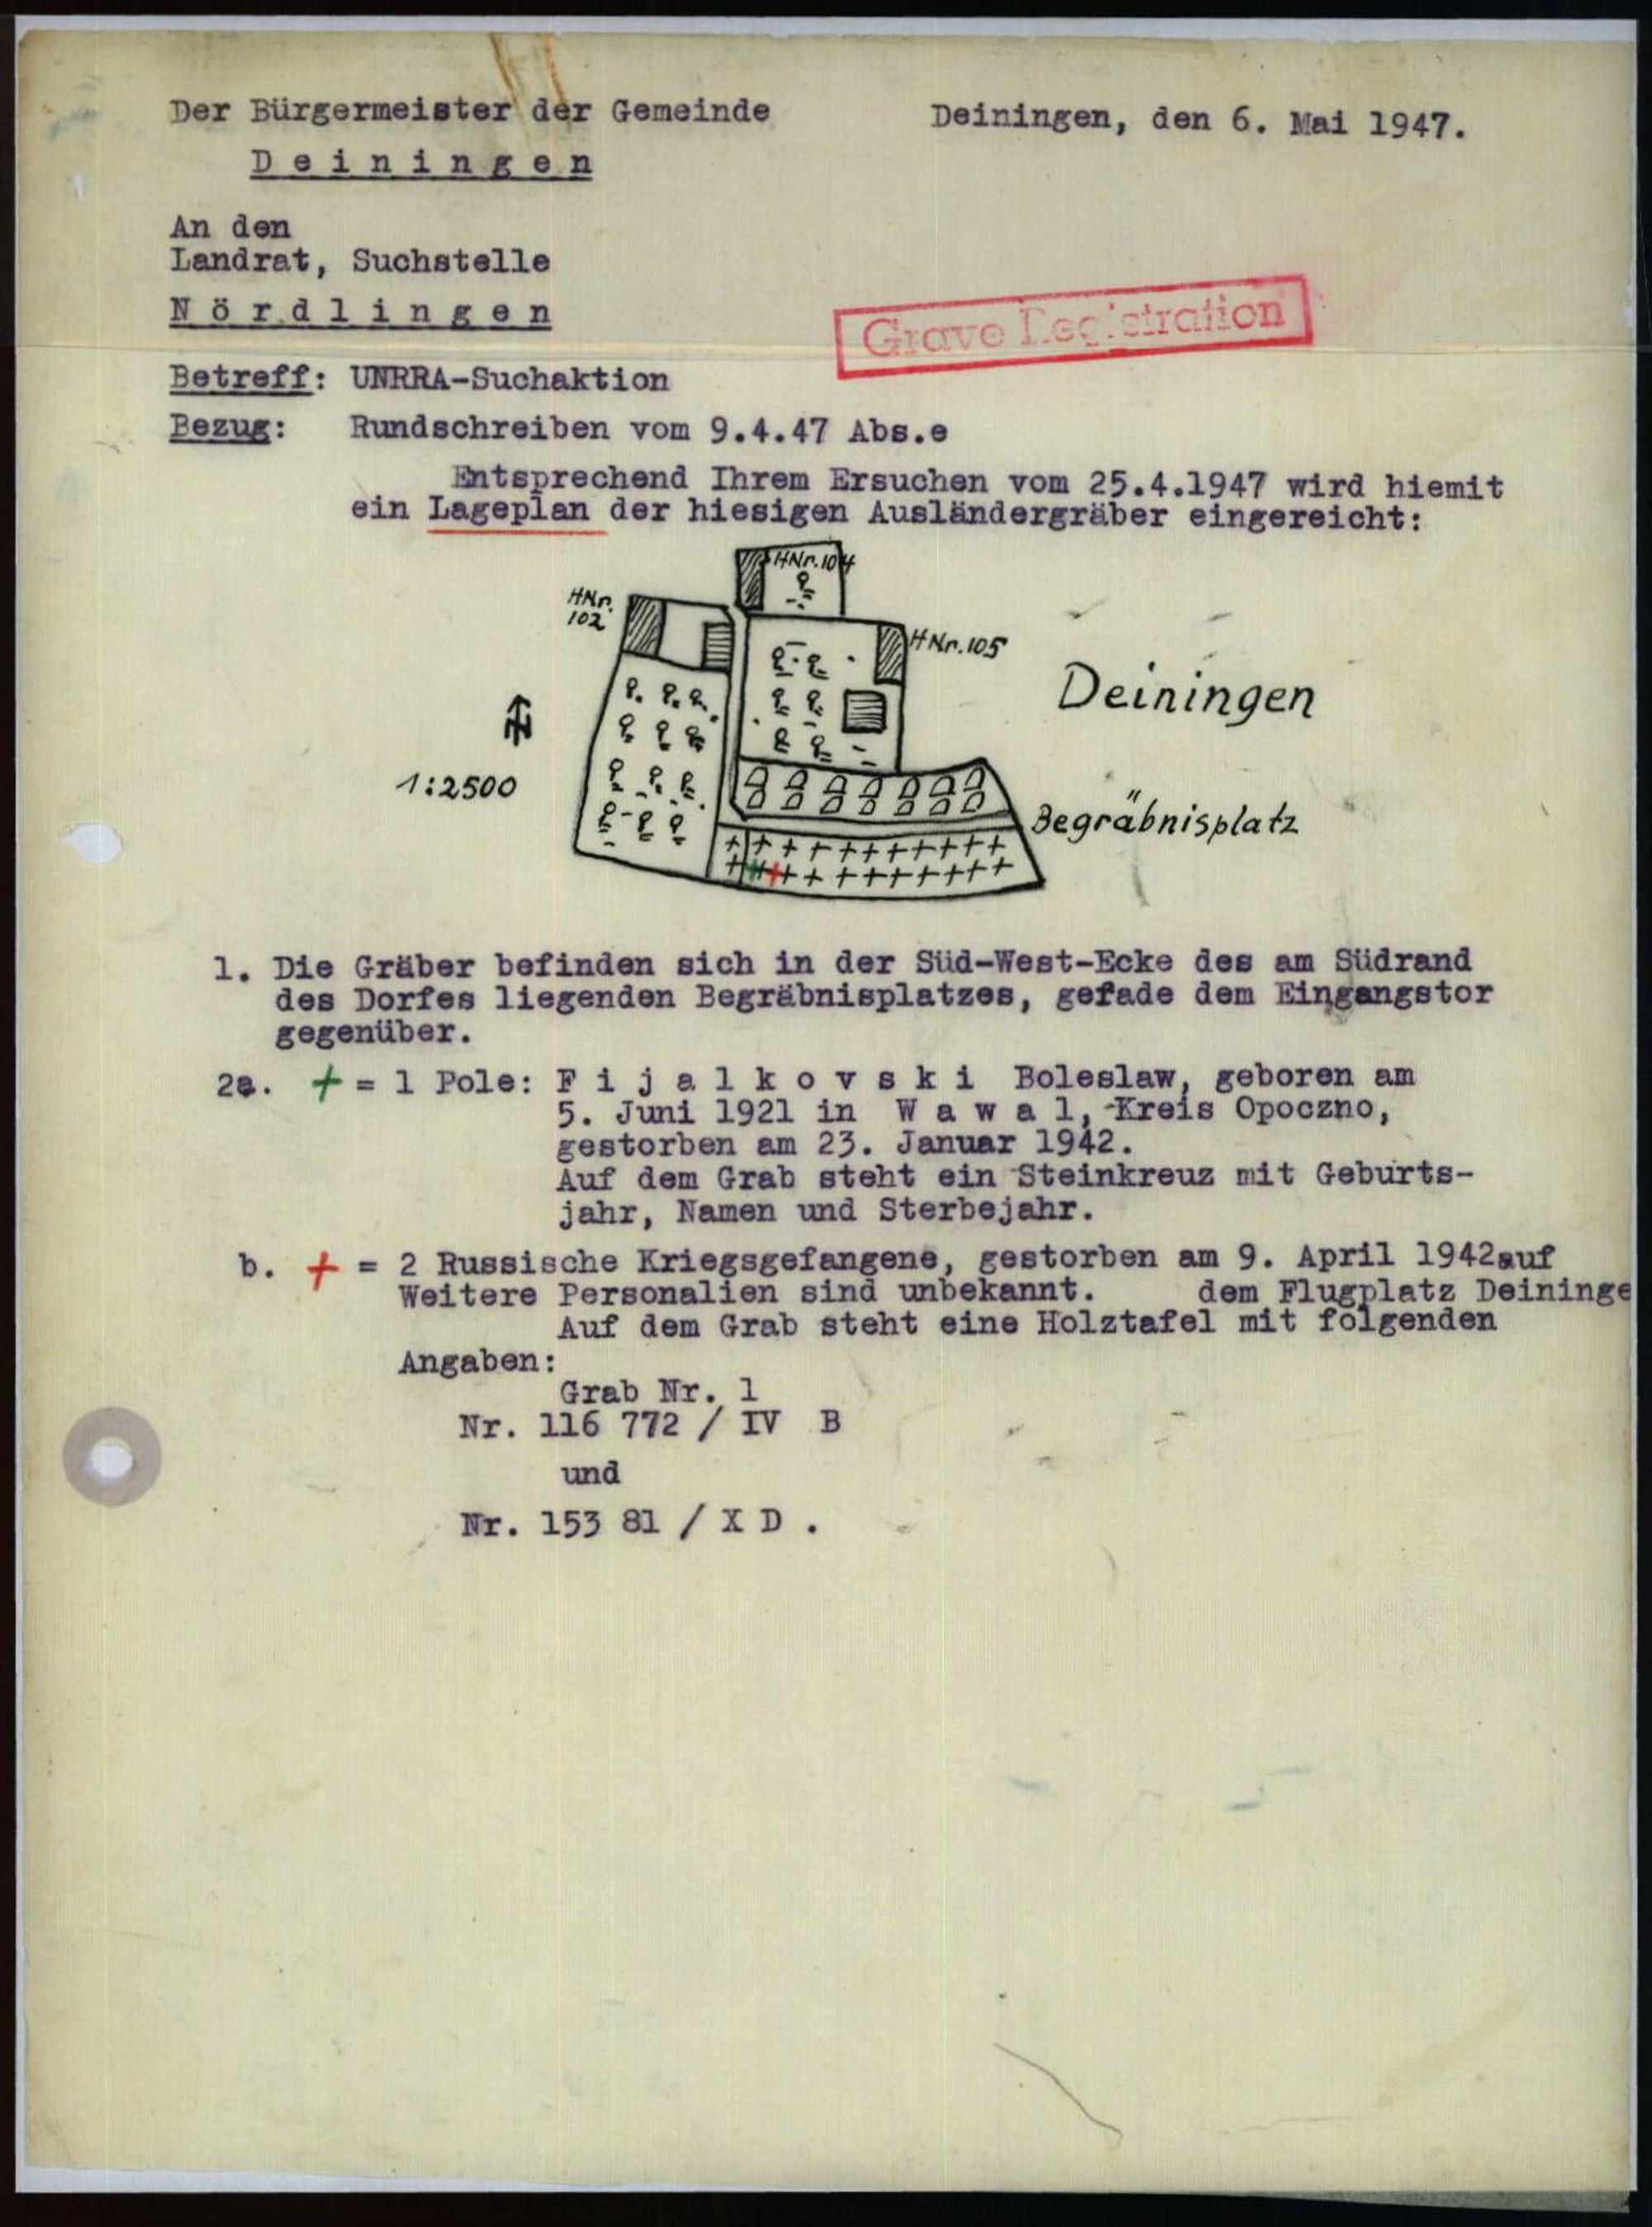 Der Bürgermeister der Gemeinde
Deiningen, den 6. Mai 1947.
D e i n i n g e n
An den
Landrat, Suchstelle
N ö r d l i n g e n
Grave Registration
Betreff: UNRRA-Suchaktion
Bezug: Rundschreiben vom 9.4.47 Abs.e
Entsprechend Ihrem Ersuchen vom 25.4.1947 wird hiemit
ein Lageplan der hiesigen Ausländergräber eingereicht:
HNr.104
HNr.
102
HNr.105
Deiningen
1:2500
Begräbnisplatz
1. Die Gräber befinden sich in der Süd-West-Ecke des am Südrand
des Dorfes liegenden Begräbnisplatzes, gefade dem Eingangstor
gegenüber.
2a. + = 1 Pole: F i j a l k o v s k i Boleslaw, geboren am
5. Juni 1921 in W a w a l, Kreis Opoczno,
gestorben am 23. Januar 1942.
Auf dem Grab steht ein Steinkreuz mit Geburts-
jahr, Namen und Sterbejahr.
b. + = 2 Russische Kriegsgefangene, gestorben am 9. April 1942auf
Weitere Personalien sind unbekannt. dem Flugplatz Deininge
Auf dem Grab steht eine Holztafel mit folgenden
Angaben:
Grab Nr. 1
Nr. 116 772 / IV B
und
Nr. 153 81 / X D .